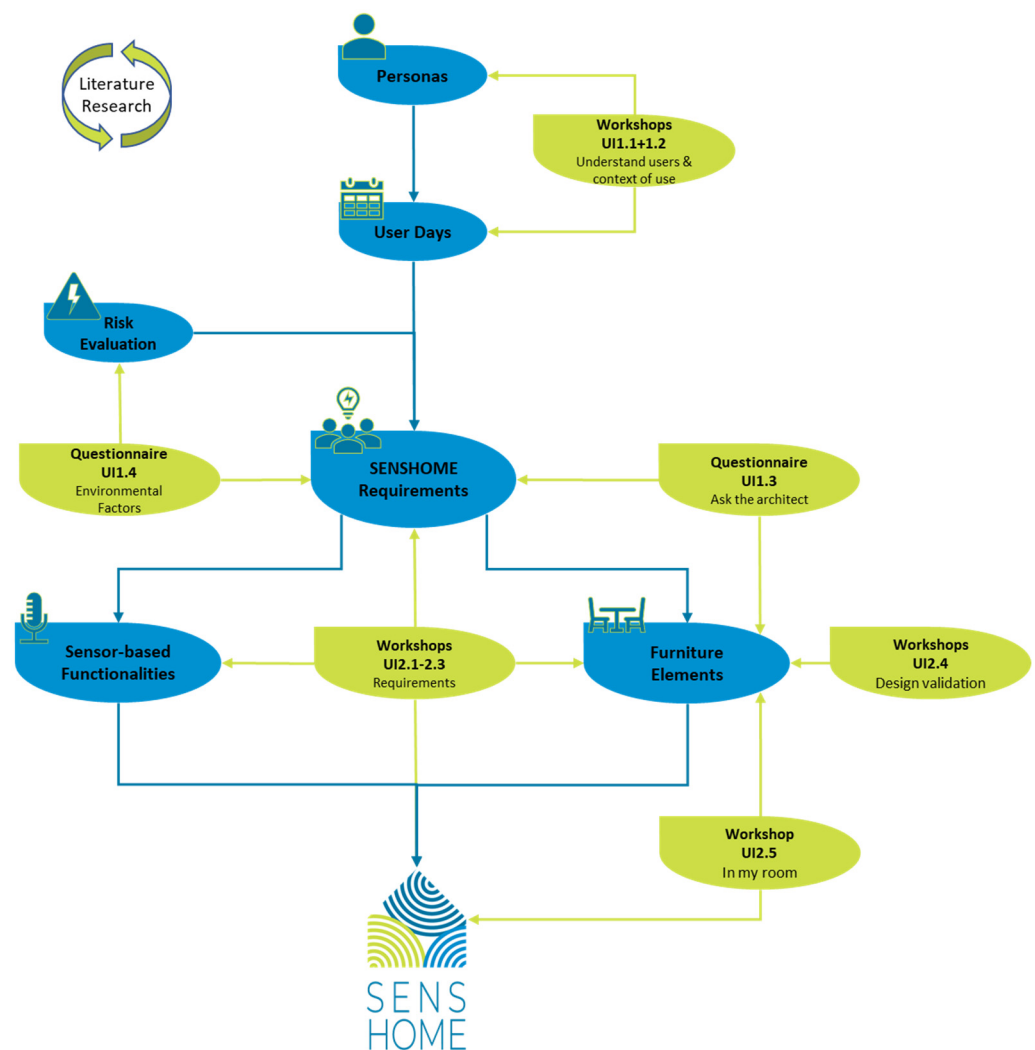 Literature
Research
Personas
Workshops
UI1.1+1.2
Understand users &
context of use
User Days
Risk
Evaluation
Questionnaire
UI1.4
Environmental
Factors
SENSHOME
Requirements
Questionnaire
UI1.3
Ask the architect
Sensor-based
Functionalities
Workshops
UI2.1-2.3
Requirements
Furniture
Elements
Workshops
UI2.4
Design validation
Workshop
UI2.5
In my room
SENS
HOME